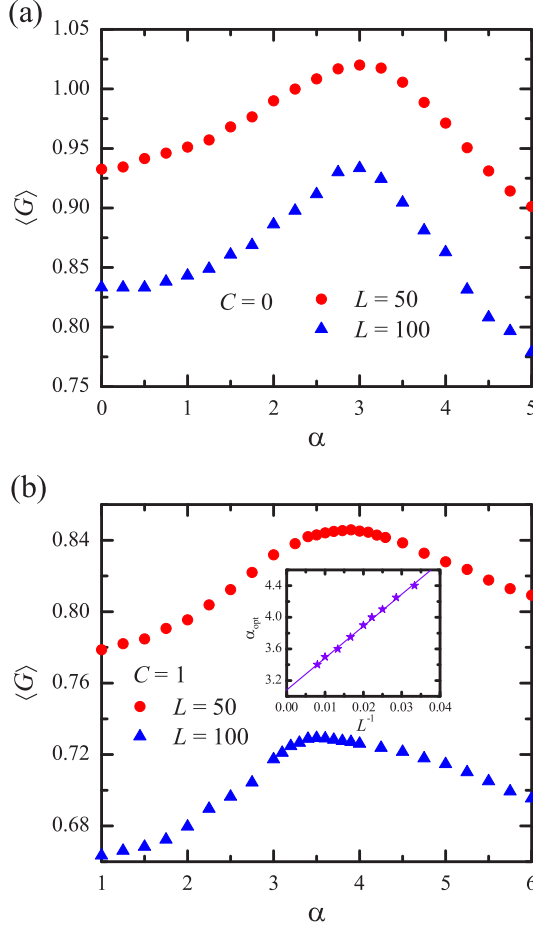 (a)
1.05
1.00
0.95
0.90
0.85
0.80
0.75
⟨G⟩
C = 0
L = 50
L = 100
0 1 2 3 4 5
α
(b)
0.84
0.80
0.76
0.72
0.68
⟨G⟩
C = 1
L = 50
L = 100
4.4
4.0
3.6
3.2
α_opt
0.00 0.01 0.02 0.03 0.04
L⁻¹
1 2 3 4 5 6
α